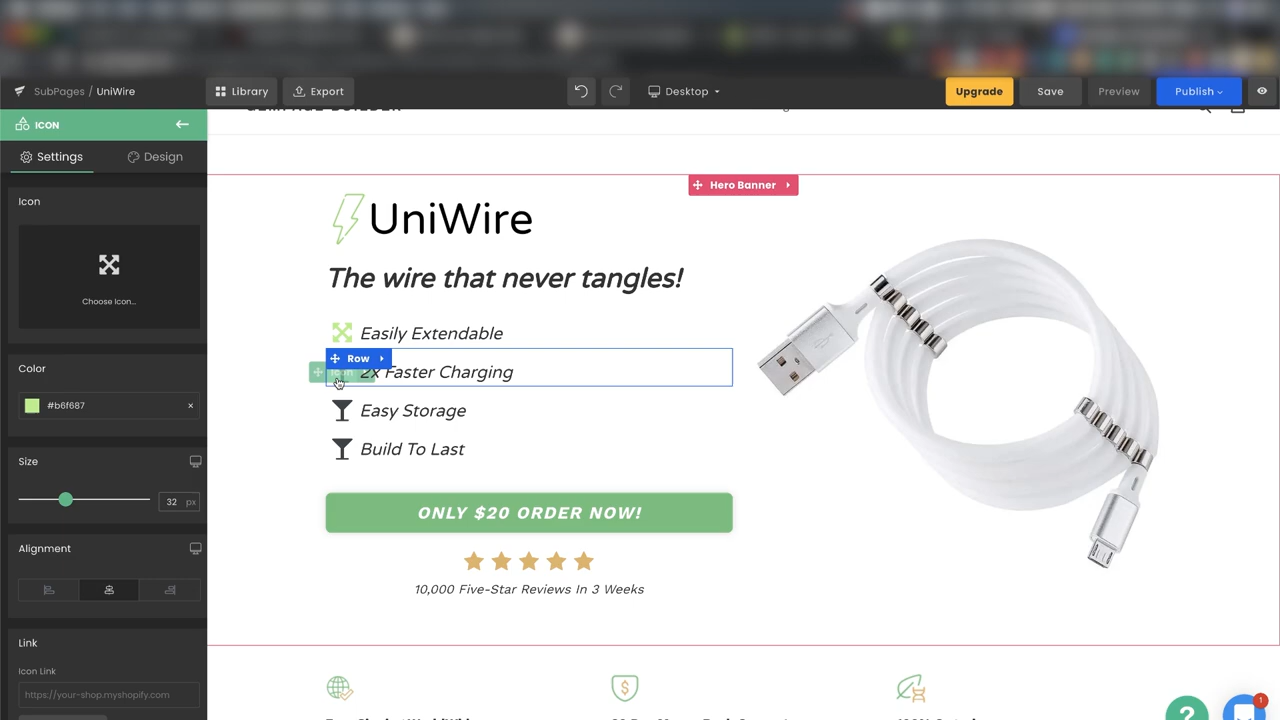 SubPages / UniWire
Library
Export
Desktop
Upgrade
Save
Preview
Publish
ICON
Settings
Design
Icon
Choose Icon...
Color
#b6f687
×
Size
32 px
Alignment
Link
Icon Link
https://your-shop.myshopify.com
Hero Banner
UniWire
The wire that never tangles!
Easily Extendable
Row
Icon
2x Faster Charging
Easy Storage
Build To Last
ONLY $20 ORDER NOW!
10,000 Five-Star Reviews In 3 Weeks
$
?
1